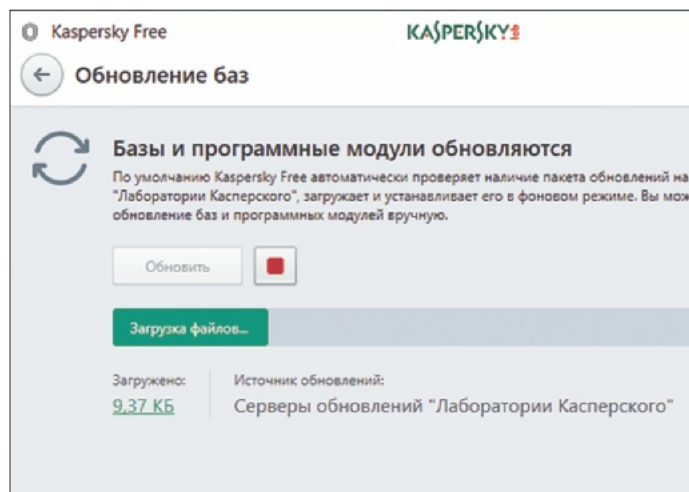 Kaspersky Free
KASPERSKY
Обновление баз
Базы и программные модули обновляются
По умолчанию Kaspersky Free автоматически проверяет наличие пакета обновлений на
"Лаборатории Касперского", загружает и устанавливает его в фоновом режиме. Вы мож
обновление баз и программных модулей вручную.
Обновить
Загрузка файлов...
Загружено:
9,37 КБ
Источник обновлений:
Серверы обновлений "Лаборатории Касперского"